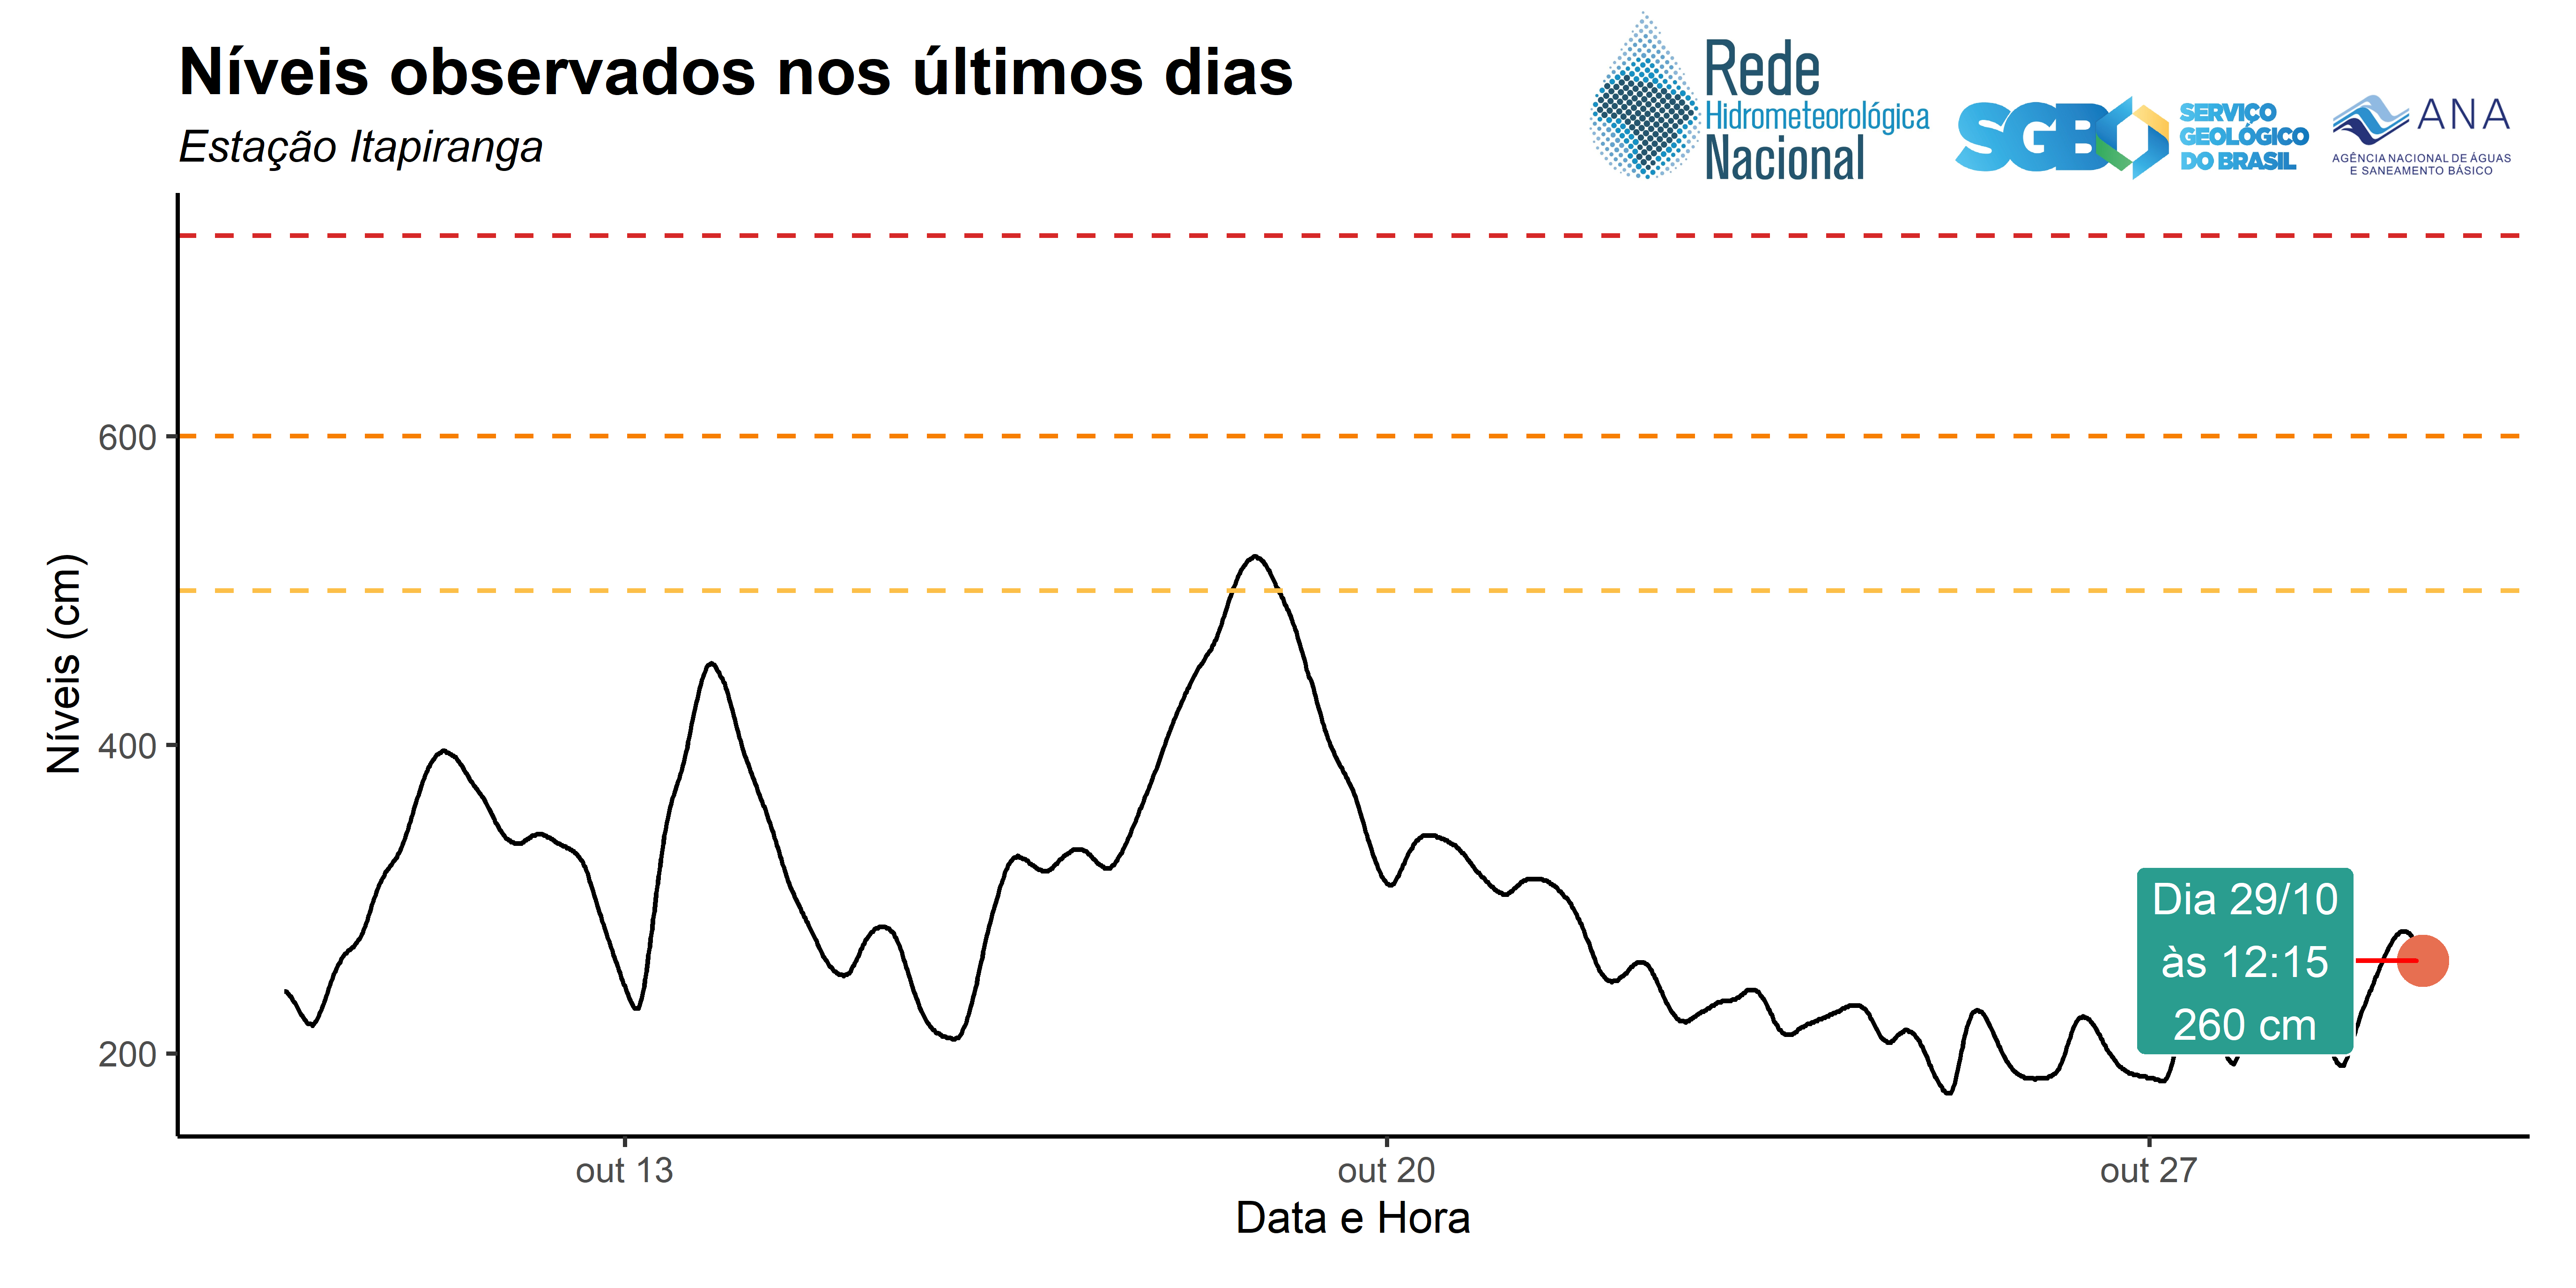 Níveis observados nos últimos dias
Estação Itapiranga
Rede
Hidrometeorológica
Nacional
SGB
SERVIÇO
GEOLÓGICO
DO BRASIL
ANA
AGÊNCIA NACIONAL DE ÁGUAS
E SANEAMENTO BÁSICO
Níveis (cm)
600
400
200
Dia 29/10
às 12:15
260 cm
out 13
out 20
out 27
Data e Hora